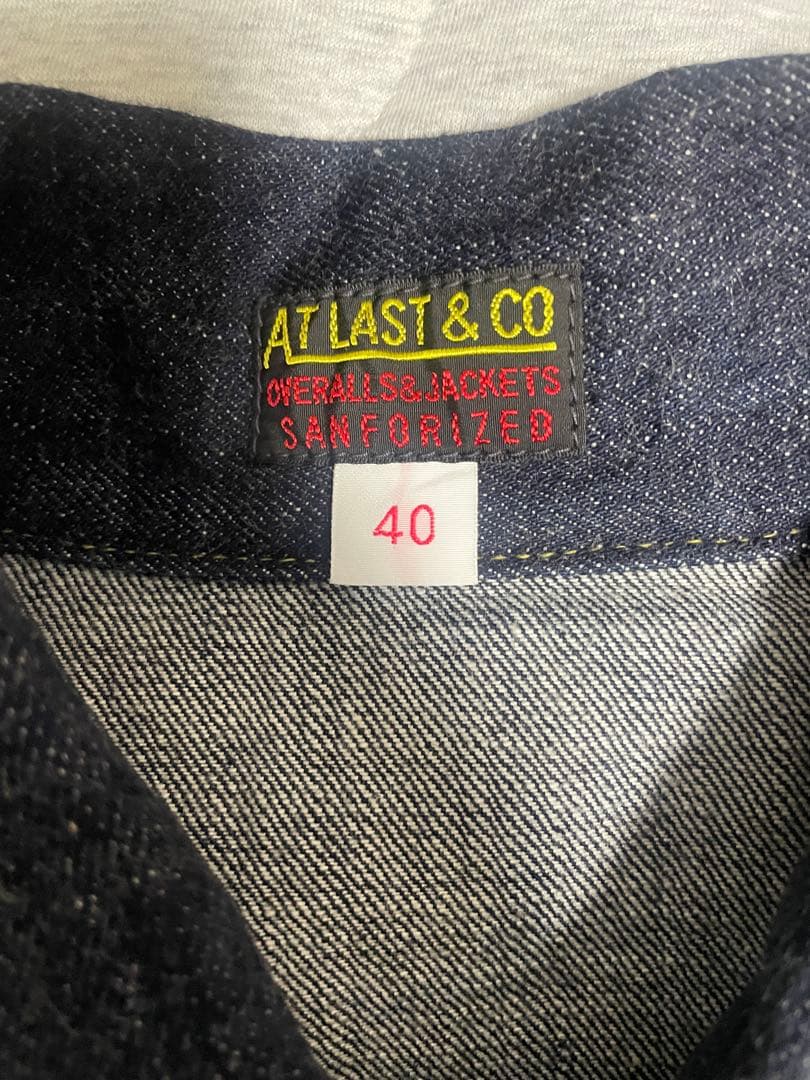 AT LAST & CO
OVERALLS&JACKETS
SANFORIZED
40